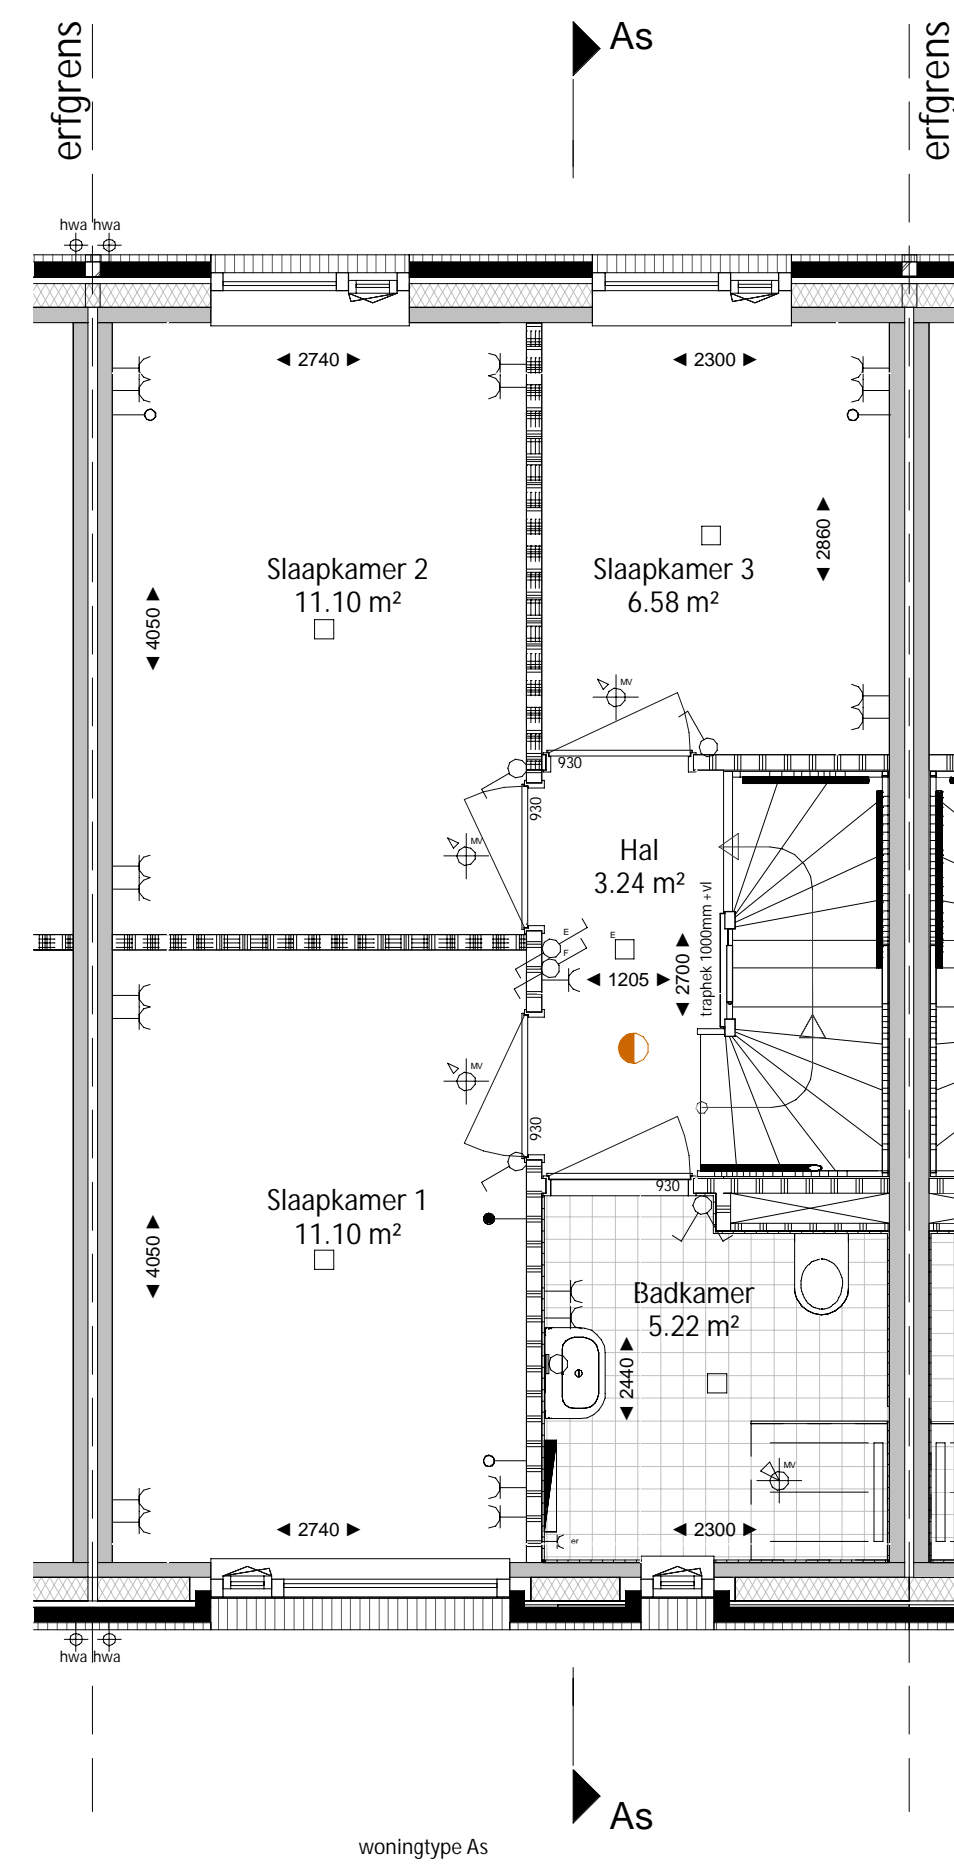 erfgrens
As
erfgrens
hwa hwa
2740
2300
2860
Slaapkamer 2
11.10 m²
Slaapkamer 3
6.58 m²
4050
MV
930
930
MV
Hal
3.24 m²
E
F
E
1205
2700
traphek 1000mm +vl
MV
930
930
Slaapkamer 1
11.10 m²
4050
Badkamer
5.22 m²
2440
MV
2740
2300
er
hwa hwa
As
woningtype As